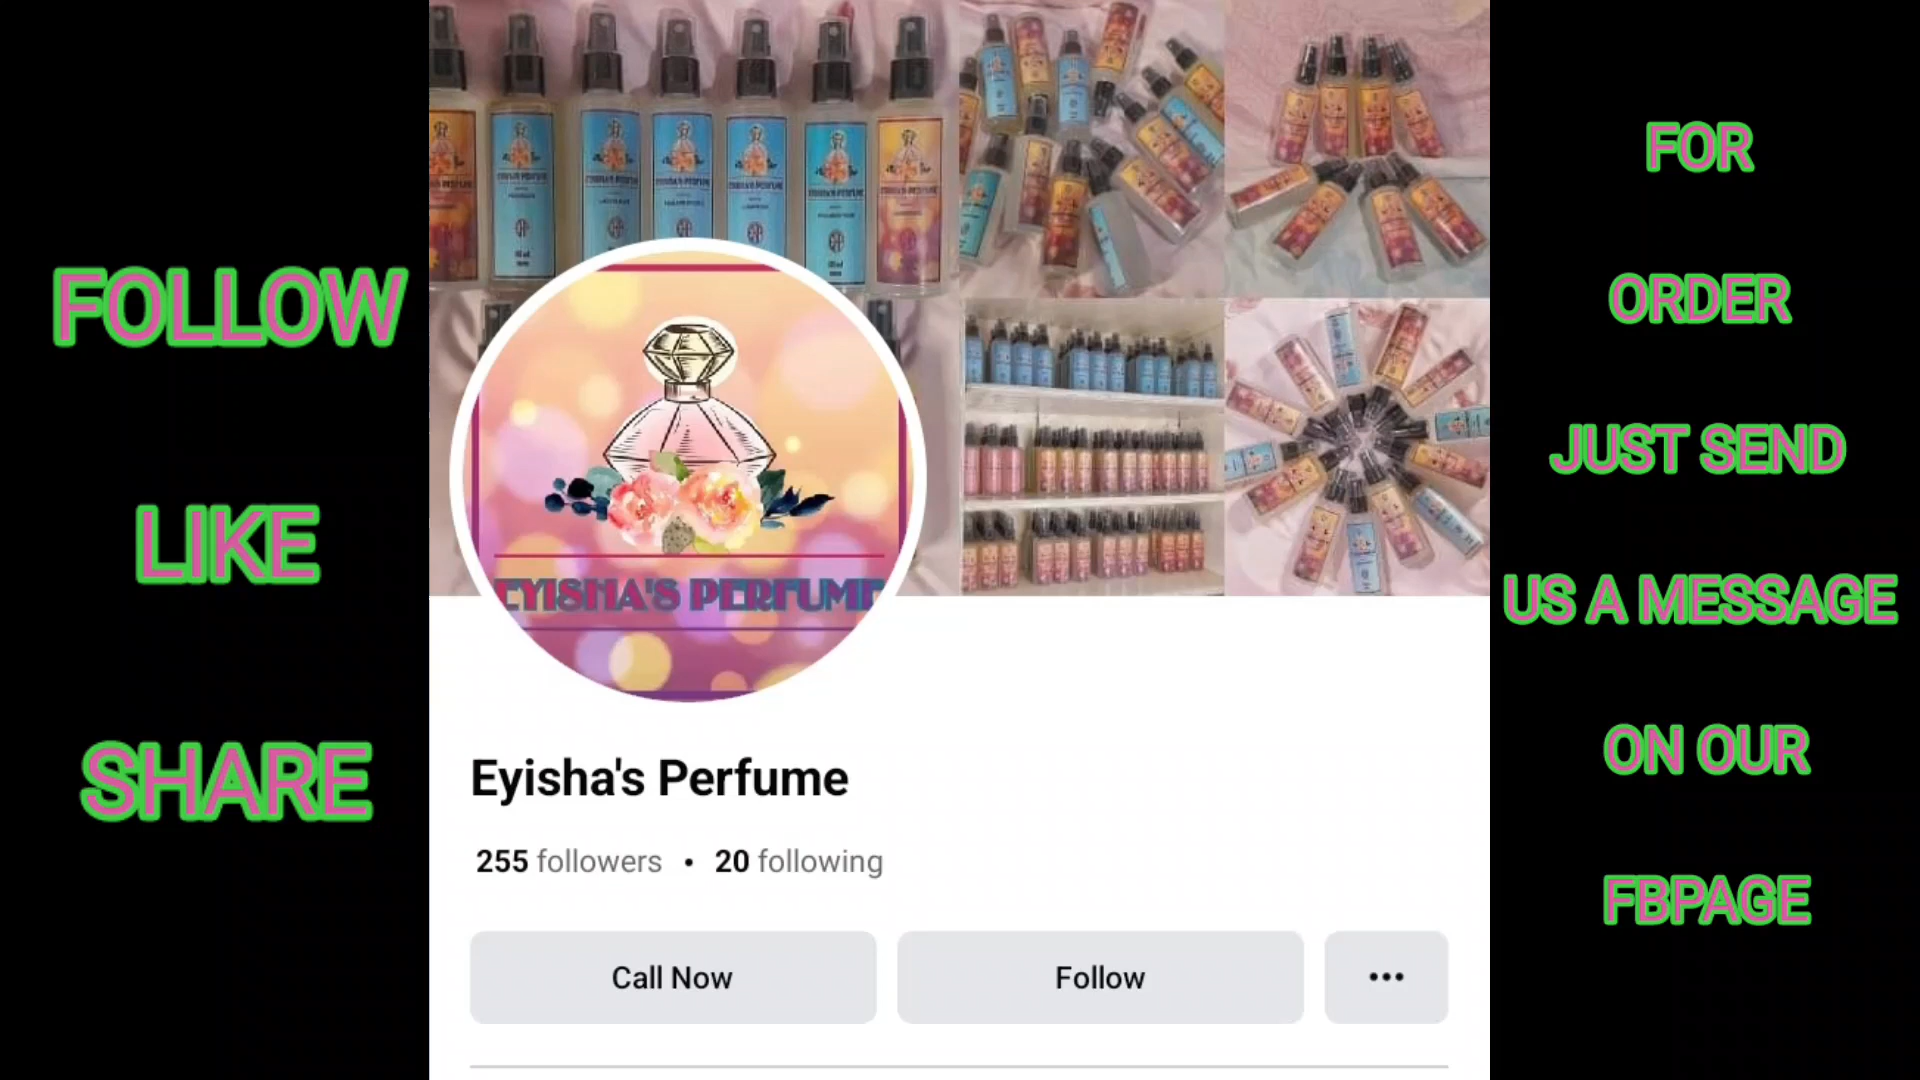 FOLLOW
LIKE
SHARE
EYISHA'S PERFUME
Eyisha's Perfume
255 followers • 20 following
Call Now
Follow
FOR
ORDER
JUST SEND
US A MESSAGE
ON OUR
FBPAGE